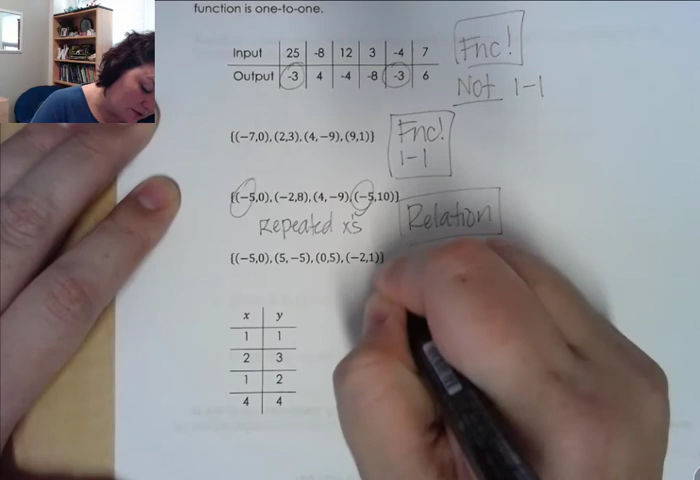 function is one-to-one.
Input 25 -8 12 3 -4 7
Output -3 4 -4 -8 -3 6
Fnc!
Not 1-1
{(−7,0), (2,3), (4,−9), (9,1)}
Fnc!
1-1
{(−5,0), (−2,8), (4,−9), (−5,10)}
Repeated x's
Relation
{(−5,0), (5,−5), (0,5), (−2,1)}
x y
1 1
2 3
1 2
4 4